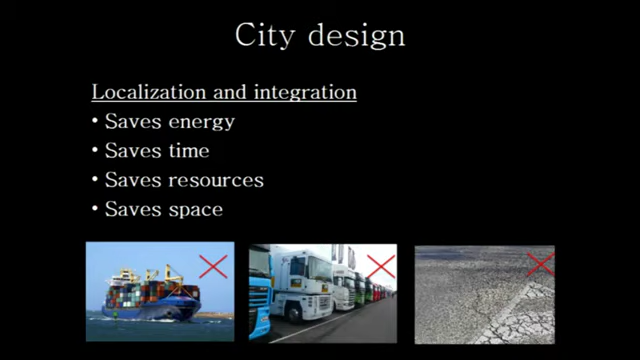 City design
Localization and integration
• Saves energy
• Saves time
• Saves resources
• Saves space